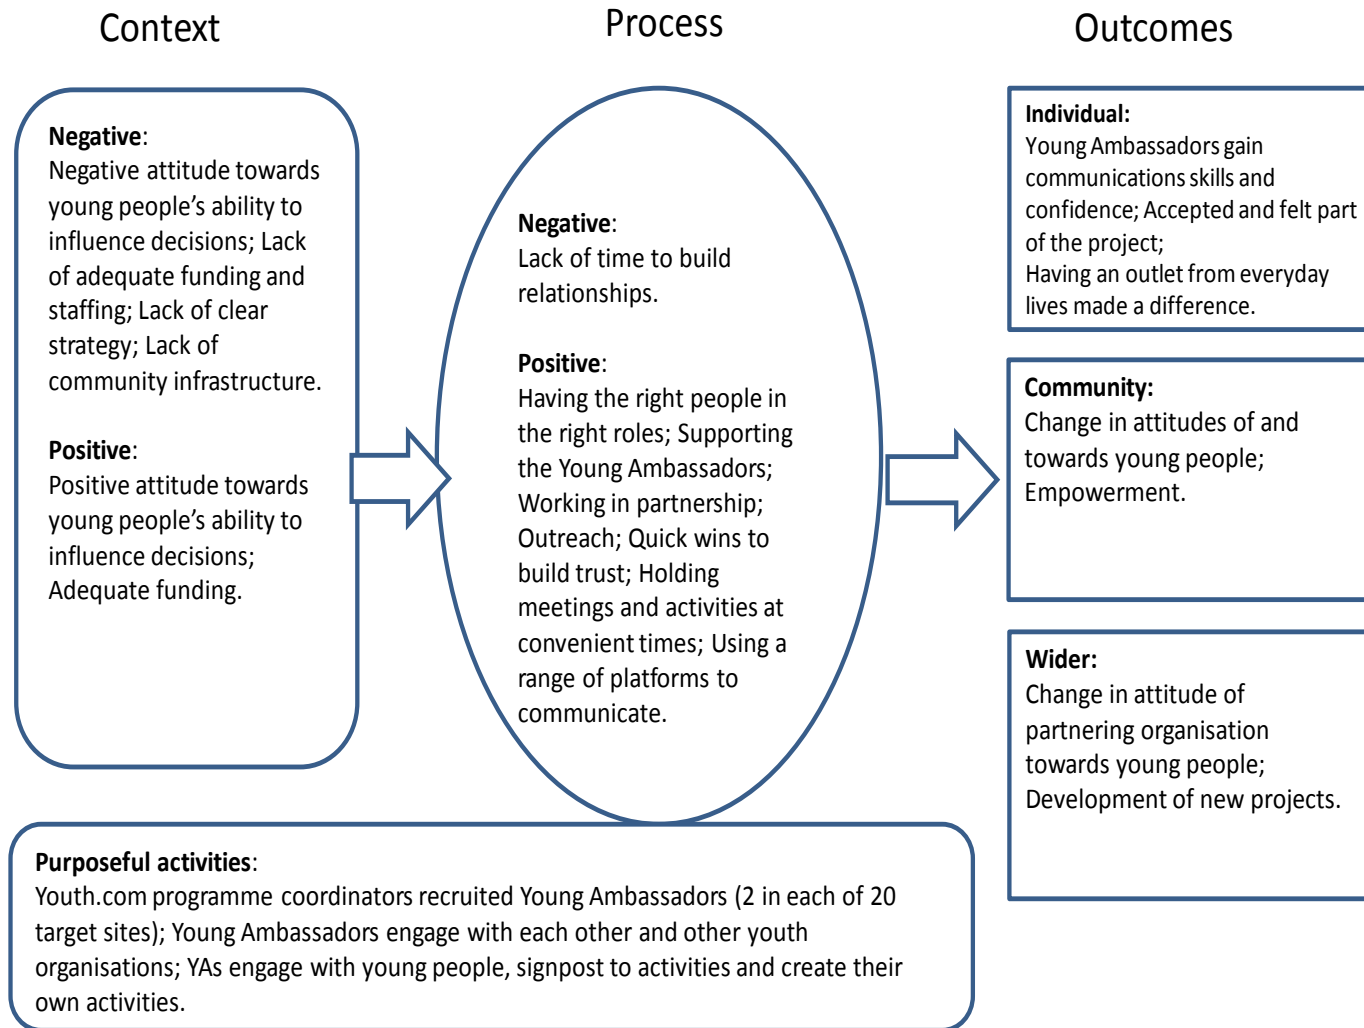 Context
Process
Outcomes
Negative:
Negative attitude towards
young people’s ability to
influence decisions; Lack
of adequate funding and
staffing; Lack of clear
strategy; Lack of
community infrastructure.
Positive:
Positive attitude towards
young people’s ability to
influence decisions;
Adequate funding.
Negative:
Lack of time to build
relationships.
Positive:
Having the right people in
the right roles; Supporting
the Young Ambassadors;
Working in partnership;
Outreach; Quick wins to
build trust; Holding
meetings and activities at
convenient times; Using a
range of platforms to
communicate.
Individual:
Young Ambassadors gain
communications skills and
confidence; Accepted and felt part
of the project;
Having an outlet from everyday
lives made a difference.
Community:
Change in attitudes of and
towards young people;
Empowerment.
Wider:
Change in attitude of
partnering organisation
towards young people;
Development of new projects.
Purposeful activities:
Youth.com programme coordinators recruited Young Ambassadors (2 in each of 20
target sites); Young Ambassadors engage with each other and other youth
organisations; YAs engage with young people, signpost to activities and create their
own activities.